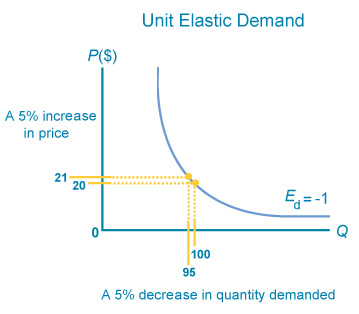 Unit Elastic Demand
P($)
A 5% increase
in price
21
20
E_d = -1
0
Q
100
95
A 5% decrease in quantity demanded